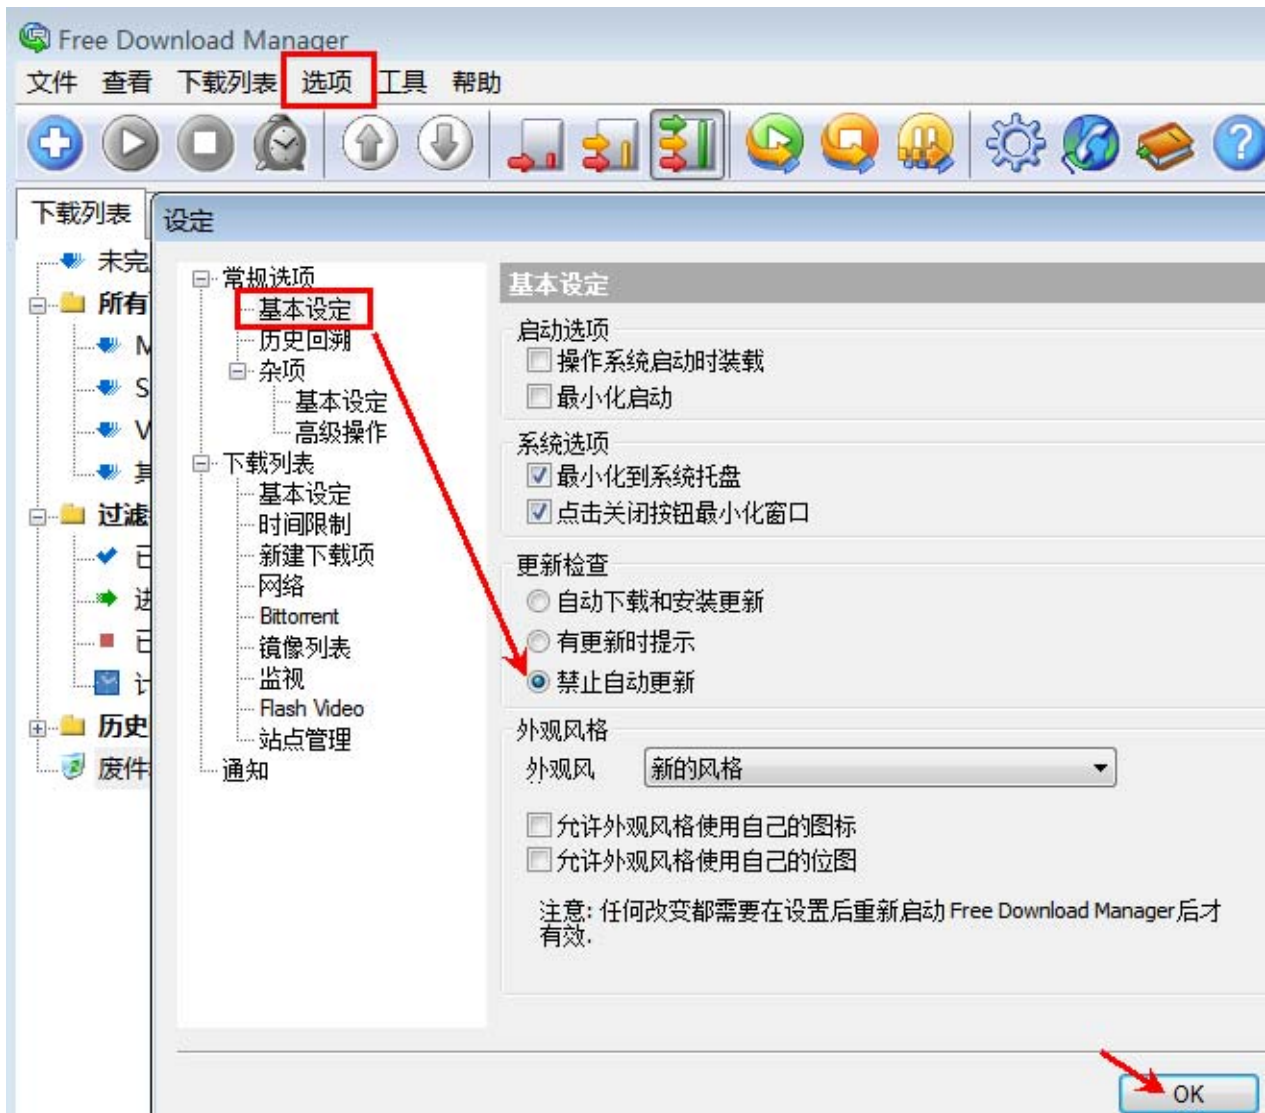 Free Download Manager
文件 查看 下载列表 选项 工具 帮助
下载列表
设定
未完
所有
M
S
V
其
过滤
已
进
已
计
历史
废件
常规选项
基本设定
历史回溯
杂项
基本设定
高级操作
下载列表
基本设定
时间限制
新建下载项
网络
Bittorrent
镜像列表
监视
Flash Video
站点管理
通知
基本设定
启动选项
操作系统启动时装载
最小化启动
系统选项
最小化到系统托盘
点击关闭按钮最小化窗口
更新检查
自动下载和安装更新
有更新时提示
禁止自动更新
外观风格
外观风 新的风格
允许外观风格使用自己的图标
允许外观风格使用自己的位图
注意: 任何改变都需要在设置后重新启动 Free Download Manager后才
有效.
OK